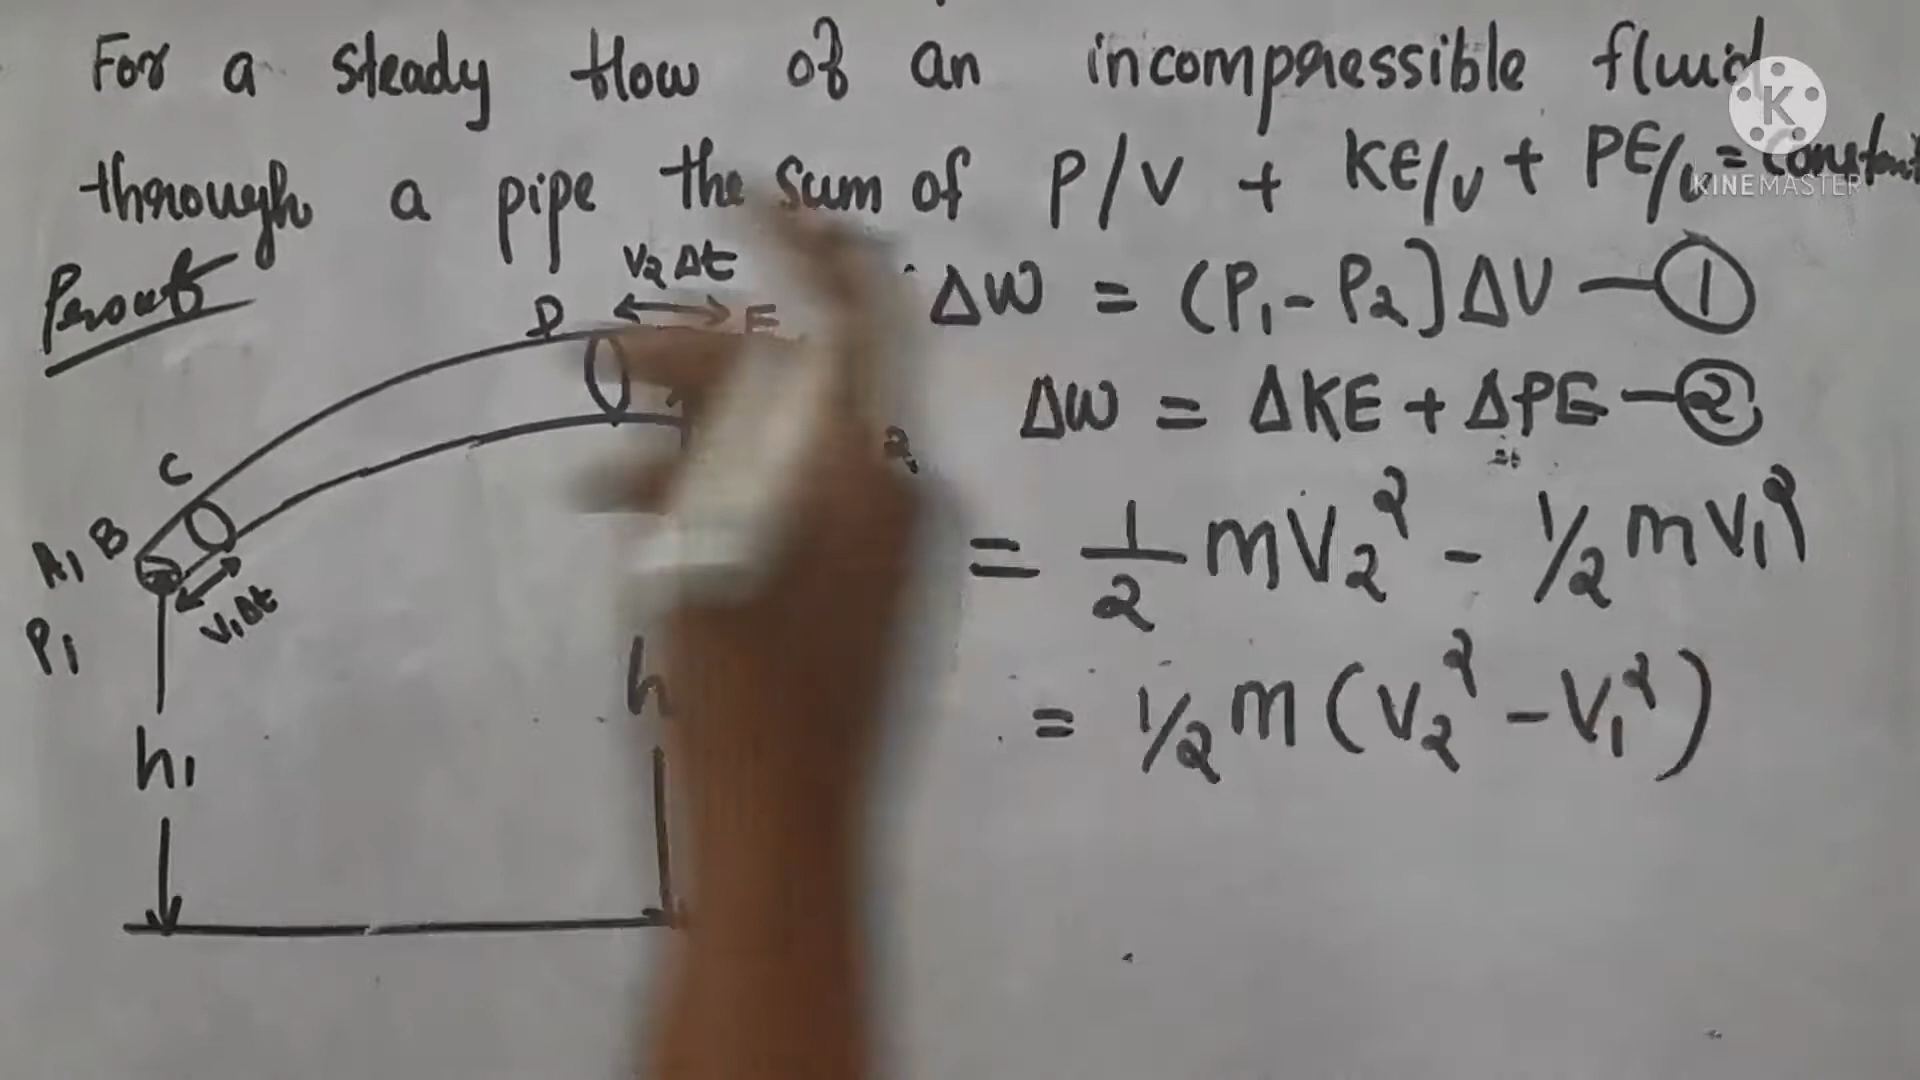 For a steady flow of an incompressible fluid
through a pipe the sum of P/V + KE/V + PE/V = constant
Proof
V₂ Δt
D E
ΔW = (P₁ - P₂) ΔV — ①
ΔW = ΔKE + ΔPE — ②
C
B
A₁
P₁
V₁Δt
= 1/2 mV₂² - 1/2 mV₁²
= 1/2 m (V₂² - V₁²)
h
h₁
K
KINEMASTER